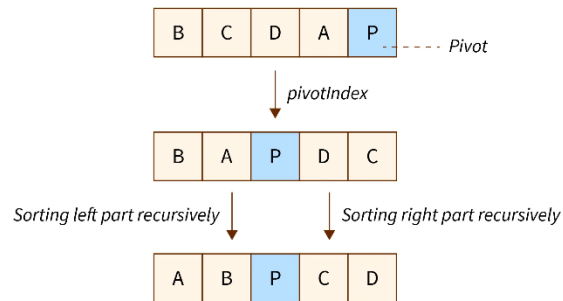 B C D A P
Pivot
pivotIndex
B A P D C
Sorting left part recursively
Sorting right part recursively
A B P C D